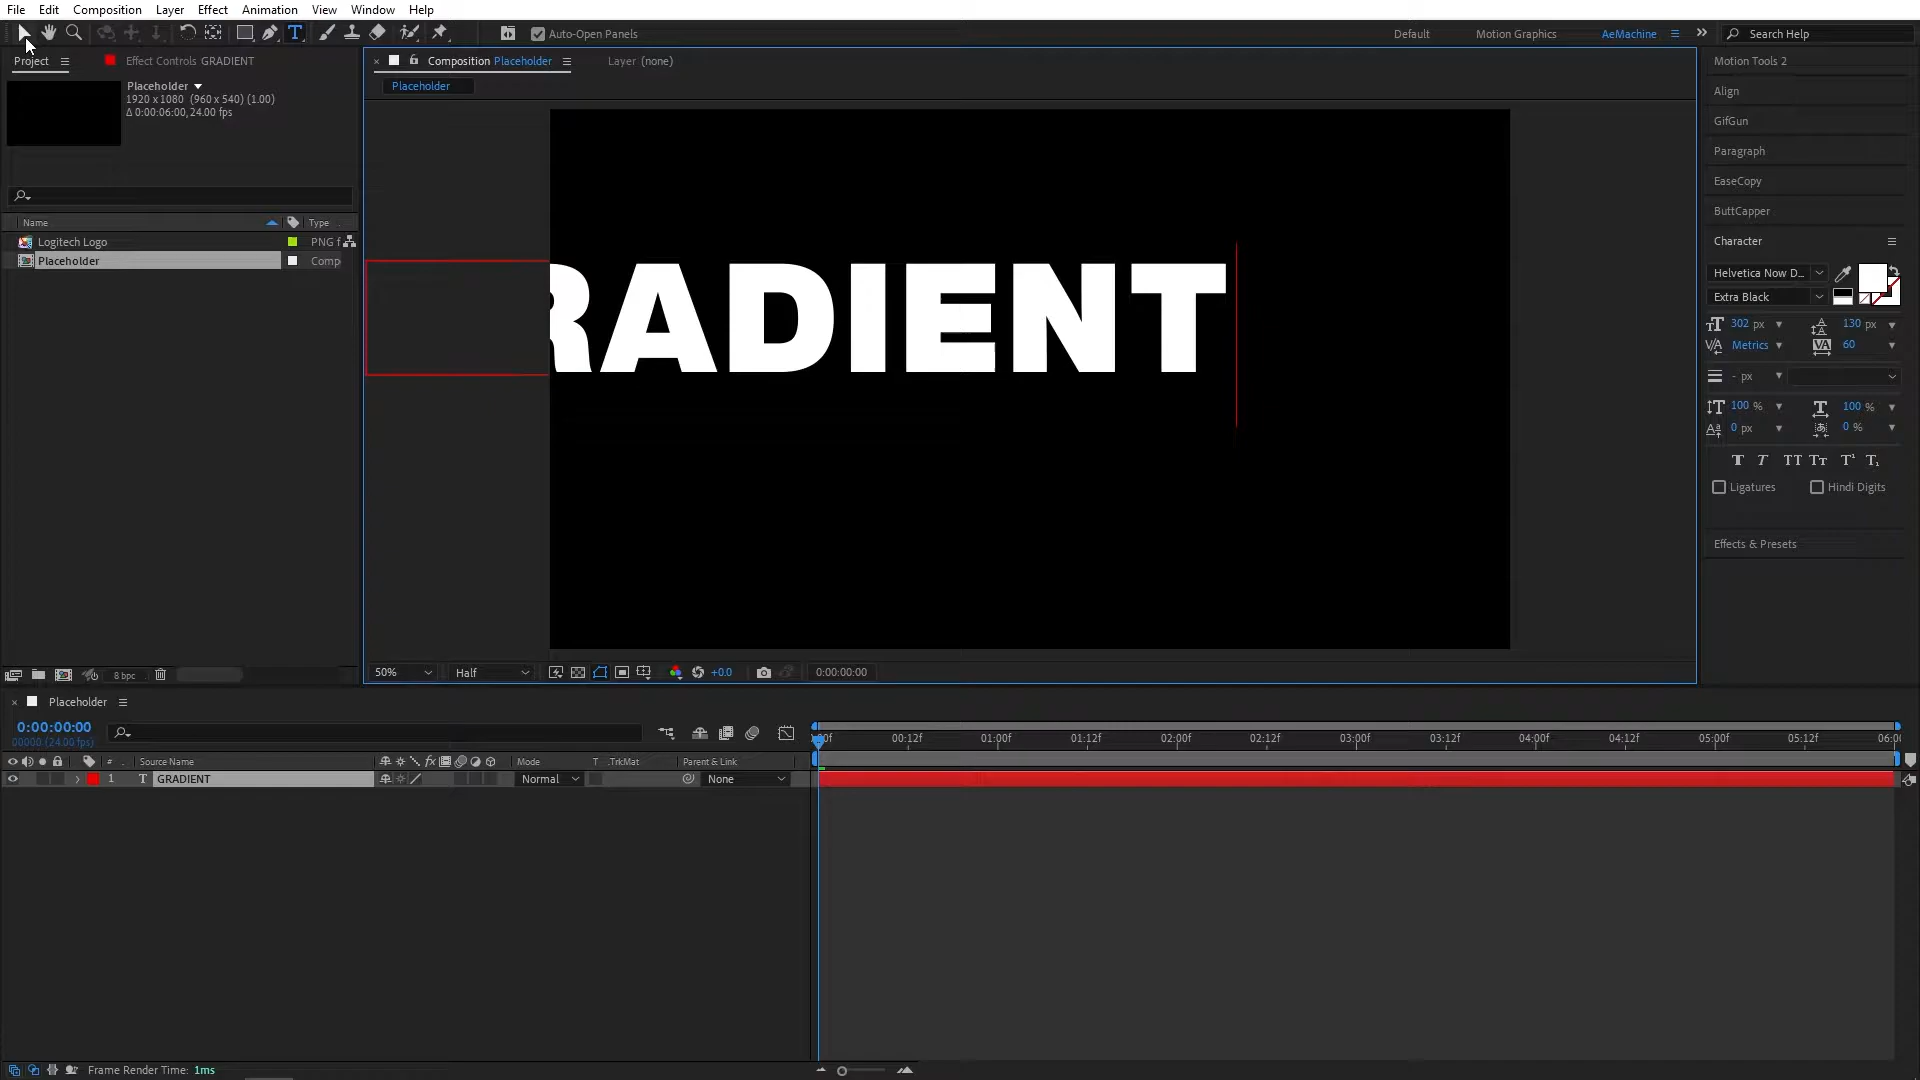 File Edit Composition Layer Effect Animation View Window Help
Auto-Open Panels Default Motion Graphics AeMachine Search Help
Project Effect Controls GRADIENT
Composition Placeholder Layer (none)
Placeholder
Placeholder
1920 x 1080 (960 x 540) (1.00)
Δ 0:00:06:00, 24.00 fps
Name Type
Logitech Logo PNG f
Placeholder Comp
8 bpc
RADIENT
50% Half +0.0 0:00:00:00
Motion Tools 2
Align
GifGun
Paragraph
EaseCopy
ButtCapper
Character
Helvetica Now D...
Extra Black
302 px 130 px
Metrics 60
- px
100 % 100 %
0 px 0 %
T T TT Tt T¹ T₁
Ligatures Hindi Digits
Effects & Presets
Placeholder
0:00:00:00
00000 (24.00 fps)
# Source Name Mode T .TrkMat Parent & Link
1 T GRADIENT Normal None
:00f 00:12f 01:00f 01:12f 02:00f 02:12f 03:00f 03:12f 04:00f 04:12f 05:00f 05:12f 06:00
Frame Render Time: 1ms